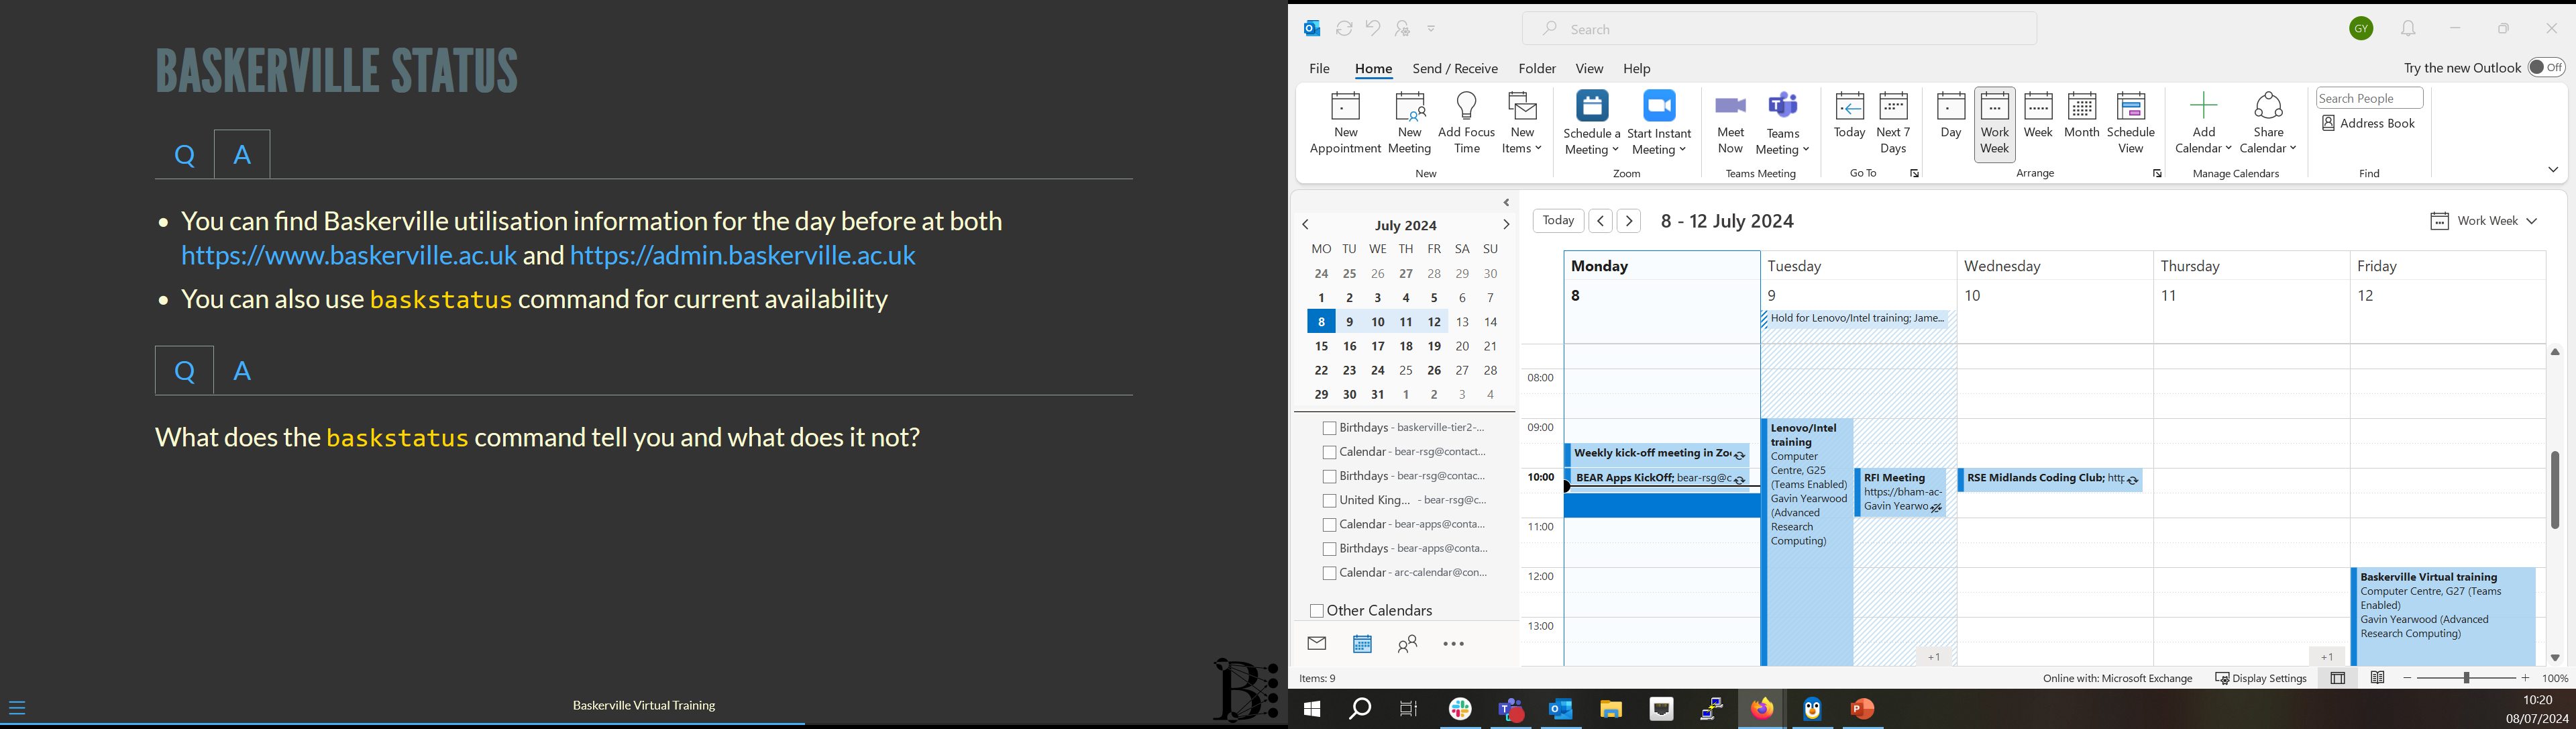 BASKERVILLE STATUS
Q A
• You can find Baskerville utilisation information for the day before at both
https://www.baskerville.ac.uk and https://admin.baskerville.ac.uk
• You can also use baskstatus command for current availability
Q A
What does the baskstatus command tell you and what does it not?
Baskerville Virtual Training
Search
GY
File Home Send / Receive Folder View Help
Try the new Outlook Off
New Appointment
New Meeting
Add Focus Time
New Items
New
Schedule a Meeting
Start Instant Meeting
Zoom
Meet Now
Teams Meeting
Teams Meeting
Today
Next 7 Days
Go To
Day
Work Week
Week
Month
Schedule View
Arrange
Add Calendar
Share Calendar
Manage Calendars
Search People
Address Book
Find
July 2024
MO TU WE TH FR SA SU
24 25 26 27 28 29 30
1 2 3 4 5 6 7
8 9 10 11 12 13 14
15 16 17 18 19 20 21
22 23 24 25 26 27 28
29 30 31 1 2 3 4
Birthdays - baskerville-tier2-...
Calendar - bear-rsg@contact...
Birthdays - bear-rsg@contac...
United King... - bear-rsg@c...
Calendar - bear-apps@conta...
Birthdays - bear-apps@conta...
Calendar - arc-calendar@con...
Other Calendars
Items: 9
Today 8 - 12 July 2024
Work Week
Monday Tuesday Wednesday Thursday Friday
8 9 10 11 12
Hold for Lenovo/Intel training; Jame...
08:00
09:00
10:00
11:00
12:00
13:00
Weekly kick-off meeting in Zo
BEAR Apps KickOff; bear-rsg@c
Lenovo/Intel
training
Computer
Centre, G25
(Teams Enabled)
Gavin Yearwood
(Advanced
Research
Computing)
RFI Meeting
https://bham-ac-
Gavin Yearwo
RSE Midlands Coding Club; http
Baskerville Virtual training
Computer Centre, G27 (Teams
Enabled)
Gavin Yearwood (Advanced
Research Computing)
+1
+1
Online with: Microsoft Exchange Display Settings 100%
10:20
08/07/2024